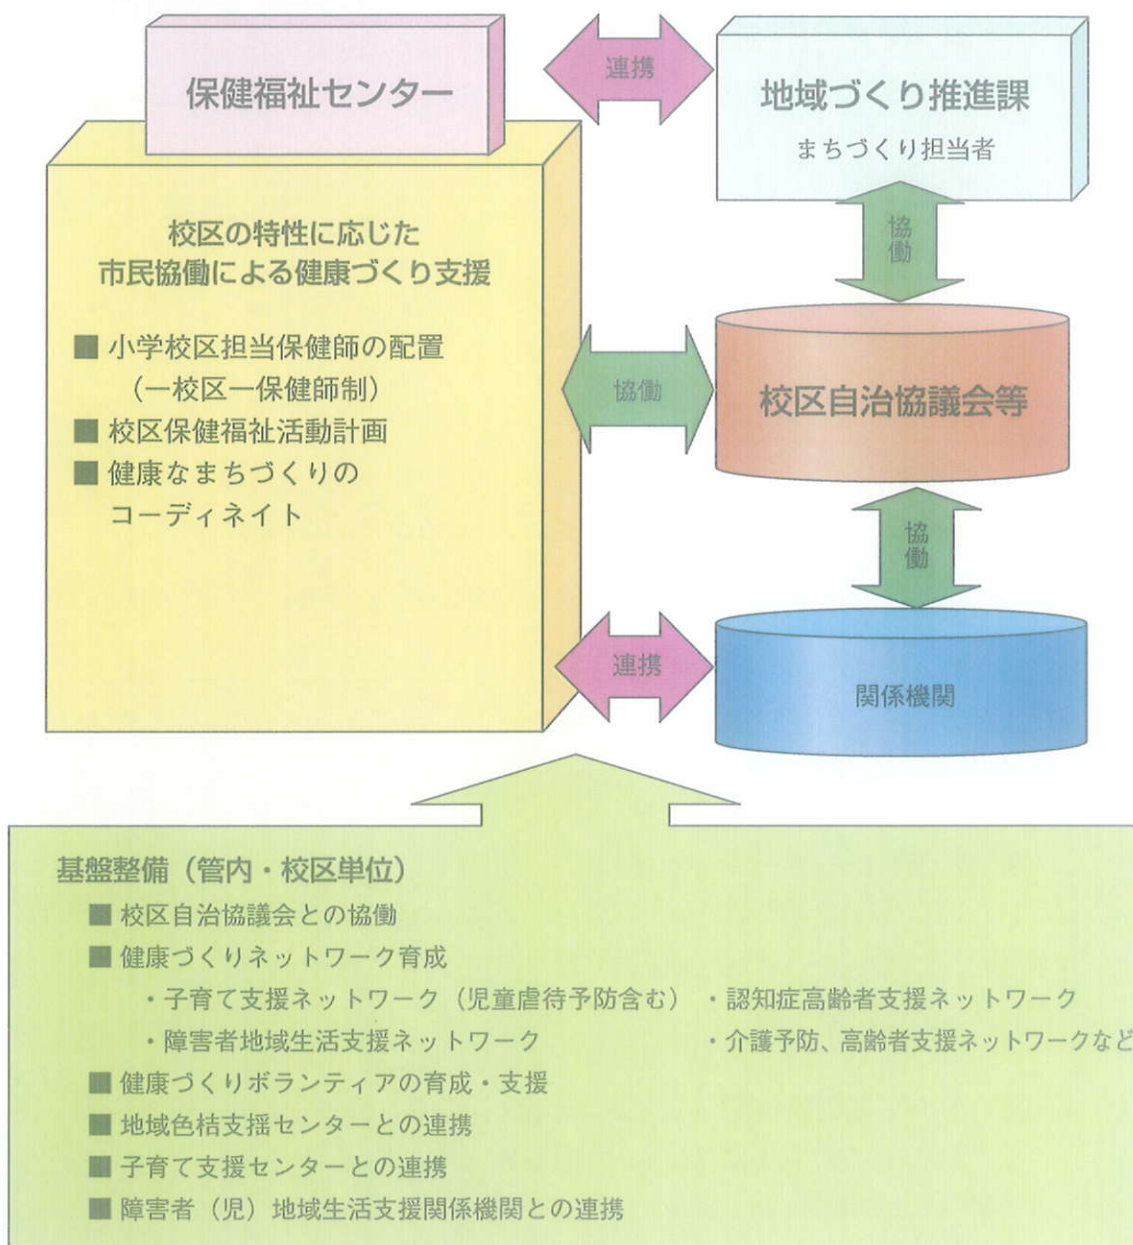 保健福祉センター
連携
地域づくり推進課
まちづくり担当者
校区の特性に応じた
市民協働による健康づくり支援
■ 小学校区担当保健師の配置
（一校区一保健師制）
■ 校区保健福祉活動計画
■ 健康なまちづくりの
コーディネイト
協働
協働
校区自治協議会等
協働
連携
関係機関
基盤整備（管内・校区単位）
■ 校区自治協議会との協働
■ 健康づくりネットワーク育成
・子育て支援ネットワーク（児童虐待予防含む） ・認知症高齢者支援ネットワーク
・障害者地域生活支援ネットワーク ・介護予防、高齢者支援ネットワークなど
■ 健康づくりボランティアの育成・支援
■ 地域色桔支揺センターとの連携
■ 子育て支援センターとの連携
■ 障害者（児）地域生活支援関係機関との連携